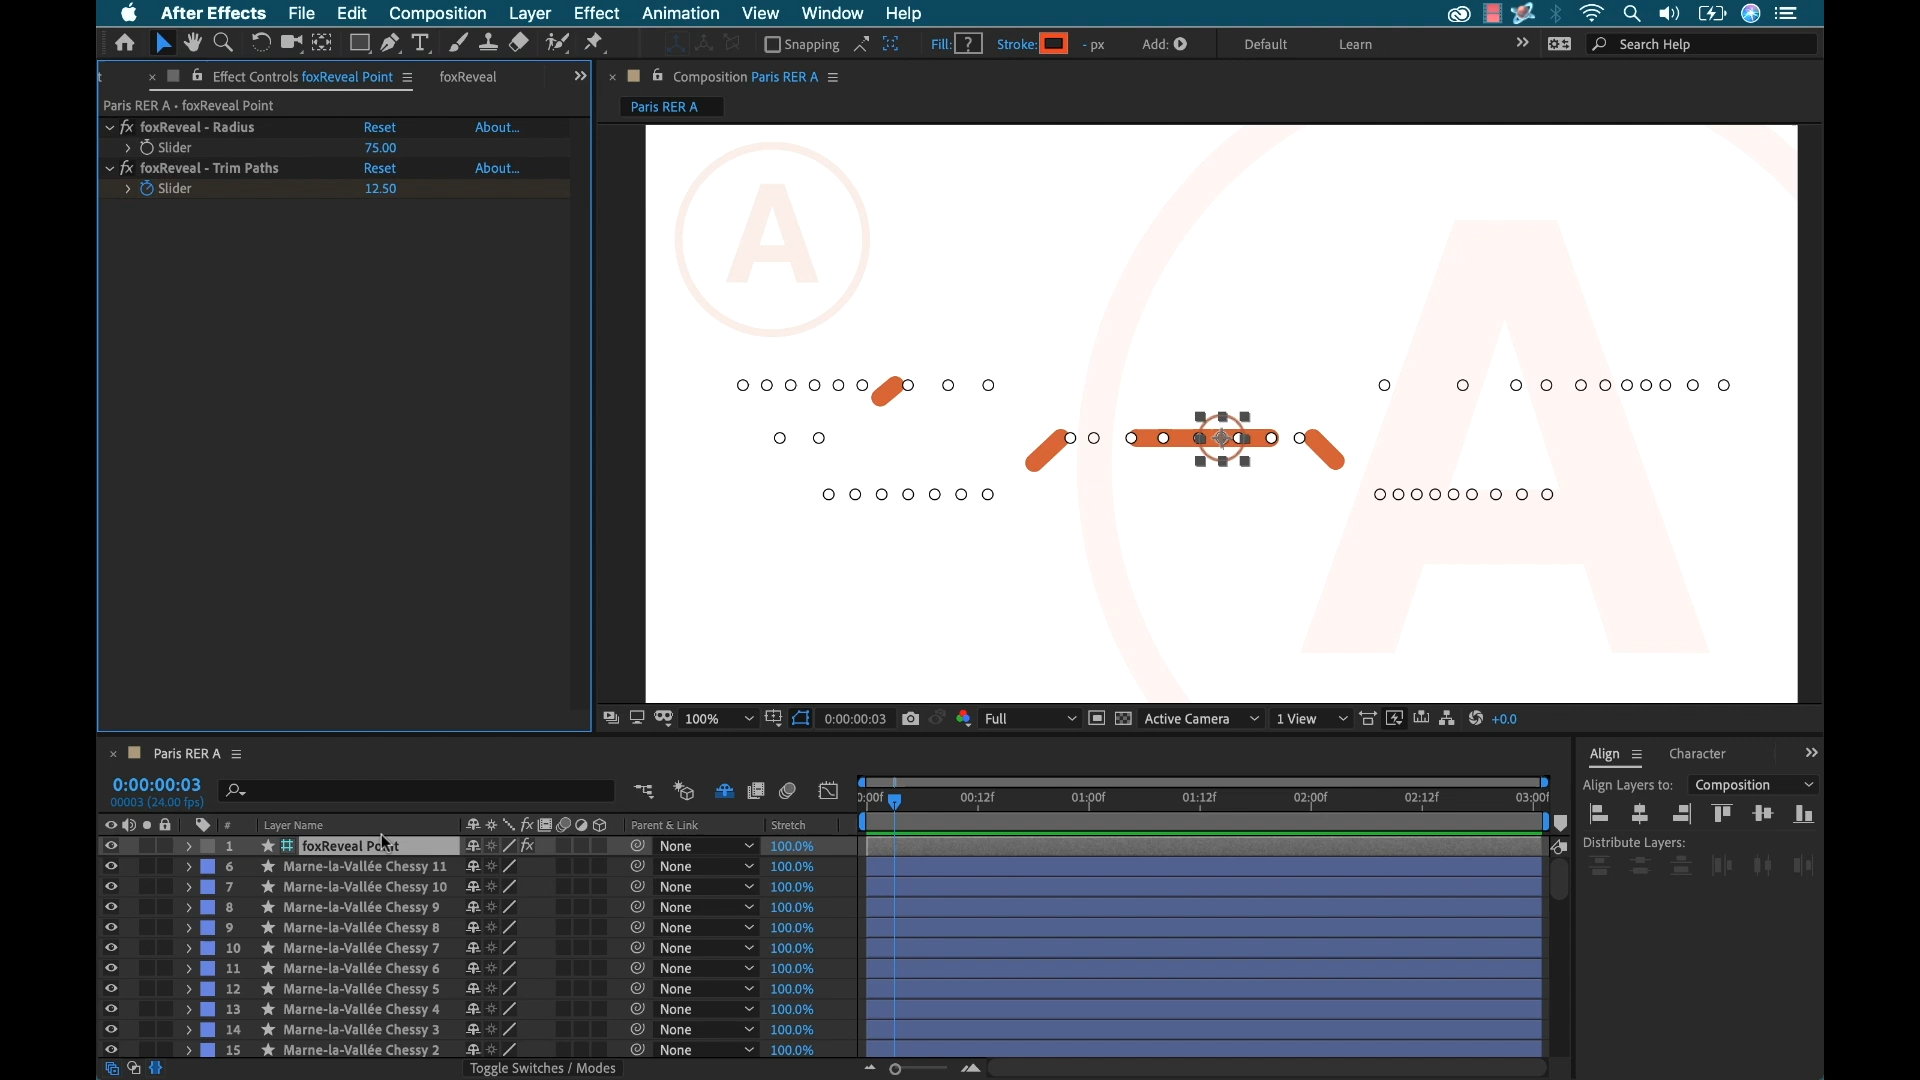 After Effects File Edit Composition Layer Effect Animation View Window Help
Snapping Fill: ? Stroke: - px Add: Default Learn Search Help
Effect Controls foxReveal Point foxReveal
Composition Paris RER A
Paris RER A • foxReveal Point
Paris RER A
fx foxReveal - Radius Reset About...
Slider 75.00
fx foxReveal - Trim Paths Reset About...
Slider 12.50
A
A
100% 0:00:00:03 Full Active Camera 1 View +0.0
Paris RER A
Align Character
0:00:00:03
00003 (24.00 fps)
Align Layers to: Composition
0:00f 00:12f 01:00f 01:12f 02:00f 02:12f 03:00f
# Layer Name fx Parent & Link Stretch
Distribute Layers:
1 foxReveal Point fx None 100.0%
6 Marne-la-Vallée Chessy 11 None 100.0%
7 Marne-la-Vallée Chessy 10 None 100.0%
8 Marne-la-Vallée Chessy 9 None 100.0%
9 Marne-la-Vallée Chessy 8 None 100.0%
10 Marne-la-Vallée Chessy 7 None 100.0%
11 Marne-la-Vallée Chessy 6 None 100.0%
12 Marne-la-Vallée Chessy 5 None 100.0%
13 Marne-la-Vallée Chessy 4 None 100.0%
14 Marne-la-Vallée Chessy 3 None 100.0%
15 Marne-la-Vallée Chessy 2 None 100.0%
Toggle Switches / Modes